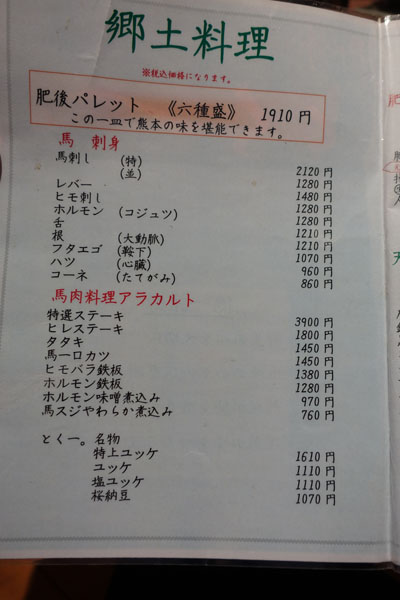 郷土料理
※税込価格になります。
肥後パレット 《六種盛》 1910円
この一皿で熊本の味を堪能できます。
馬 刺身
馬刺し (特) 2120円
(並) 1280円
レバー 1480円
ヒモ刺し 1280円
ホルモン (コジュツ) 1280円
舌 1210円
根 (大動脈) 1210円
フタエゴ (鞍下) 1070円
ハツ (心臓) 960円
コーネ (たてがみ) 860円
馬肉料理アラカルト
特選ステーキ 3900円
ヒレステーキ 1800円
タタキ 1450円
馬一口カツ 1450円
ヒモバラ鉄板 1380円
ホルモン鉄板 1280円
ホルモン味噌煮込み 970円
馬スジやわらか煮込み 760円
とくー。名物
特上ユッケ 1610円
ユッケ 1110円
塩ユッケ 1110円
桜納豆 1070円